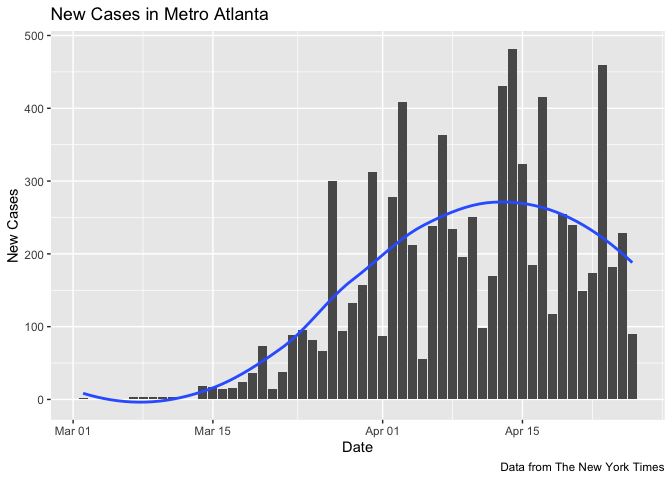 New Cases in Metro Atlanta
500
400
300
200
100
0
New Cases
Mar 01 Mar 15 Apr 01 Apr 15
Date
Data from The New York Times